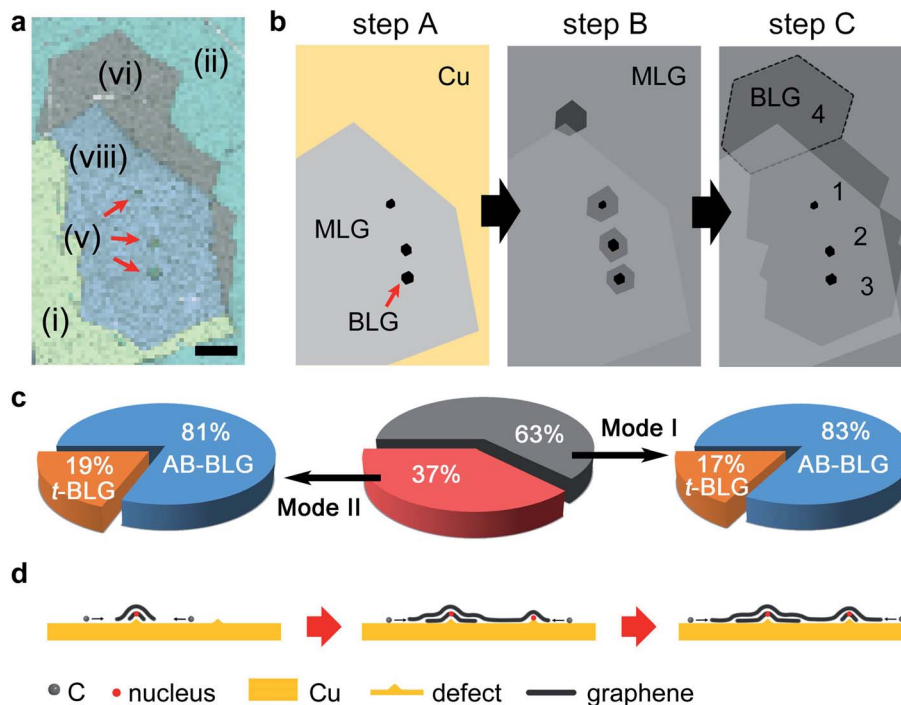 a
(vi)
(ii)
(viii)
(v)
(i)
b
step A
step B
step C
Cu
MLG
BLG
MLG
BLG
4
1
2
3
c
81%
AB-BLG
19%
t-BLG
Mode II
63%
37%
Mode I
83%
AB-BLG
17%
t-BLG
d
C
nucleus
Cu
defect
graphene